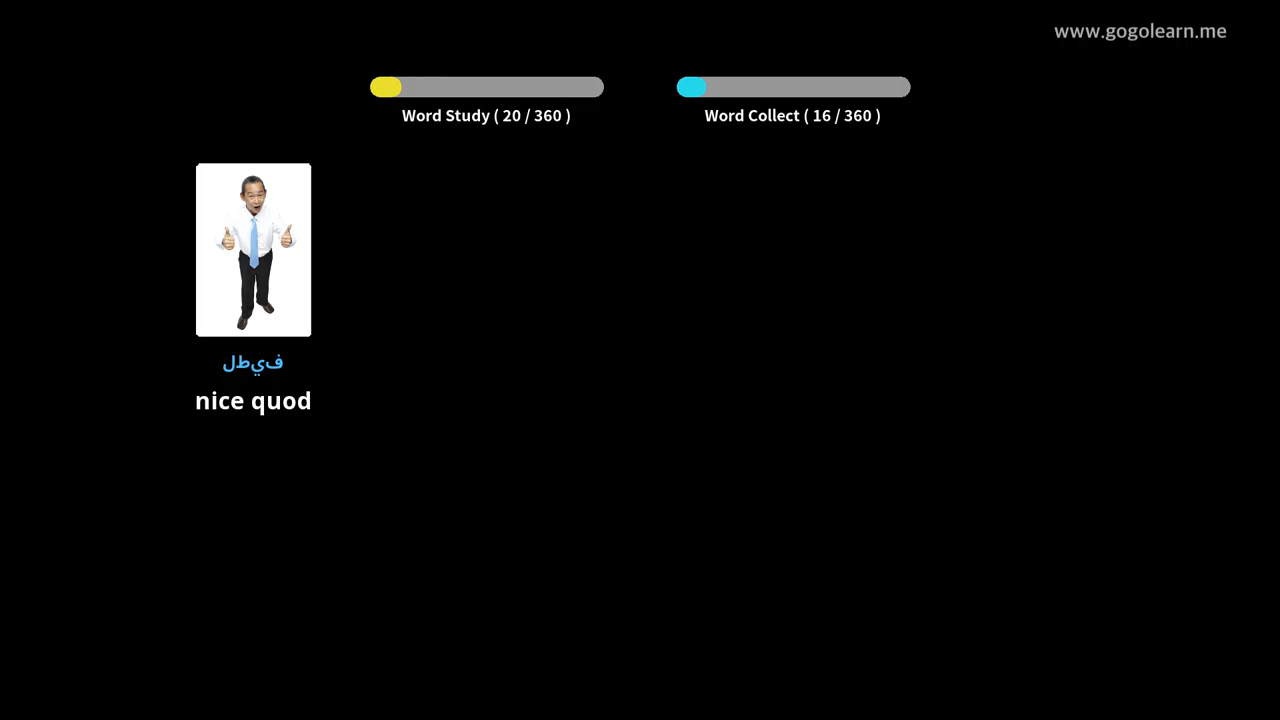 www.gogolearn.me
Word Study ( 20 / 360 )
Word Collect ( 16 / 360 )
فيطل
nice quod